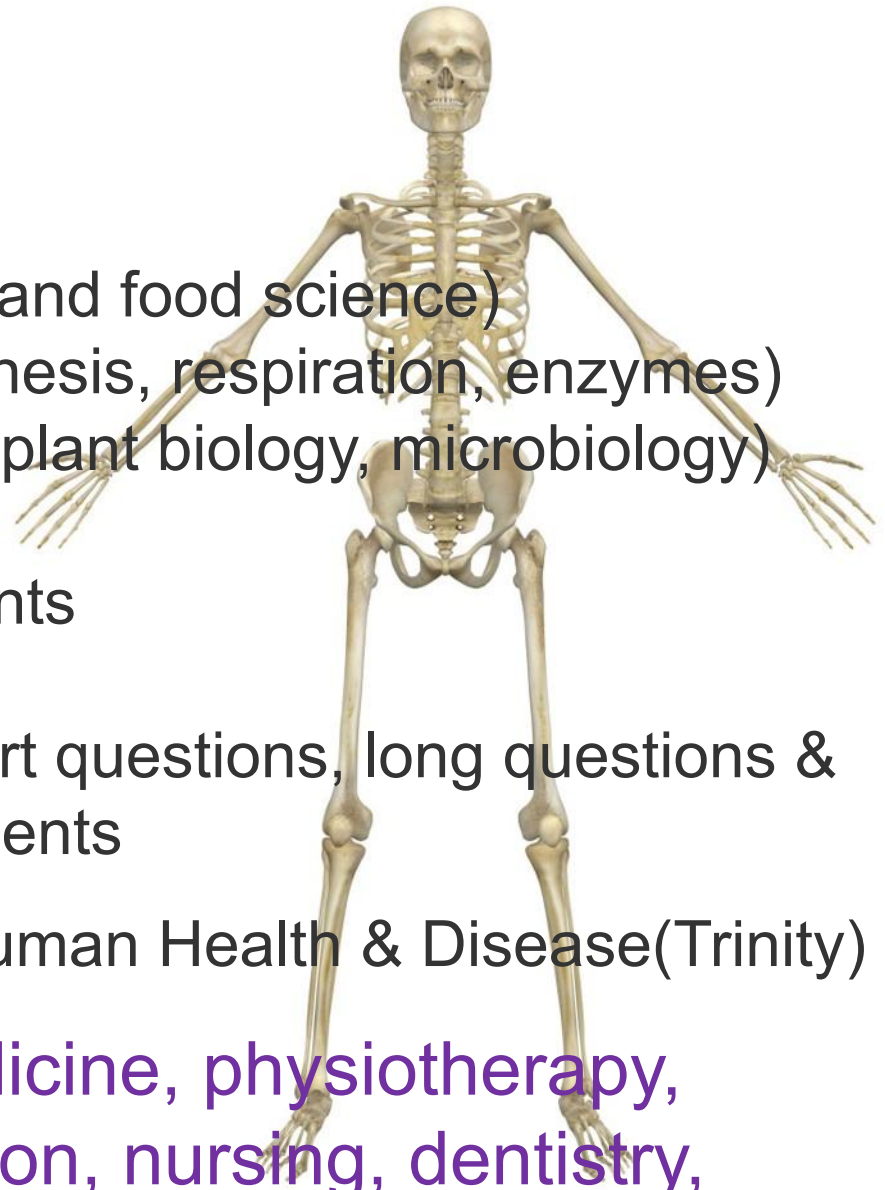 and food science)
nesis, respiration, enzymes)
plant biology, microbiology)
nts
rt questions, long questions &
ents
uman Health & Disease(Trinity)
licine, physiotherapy,
on, nursing, dentistry,